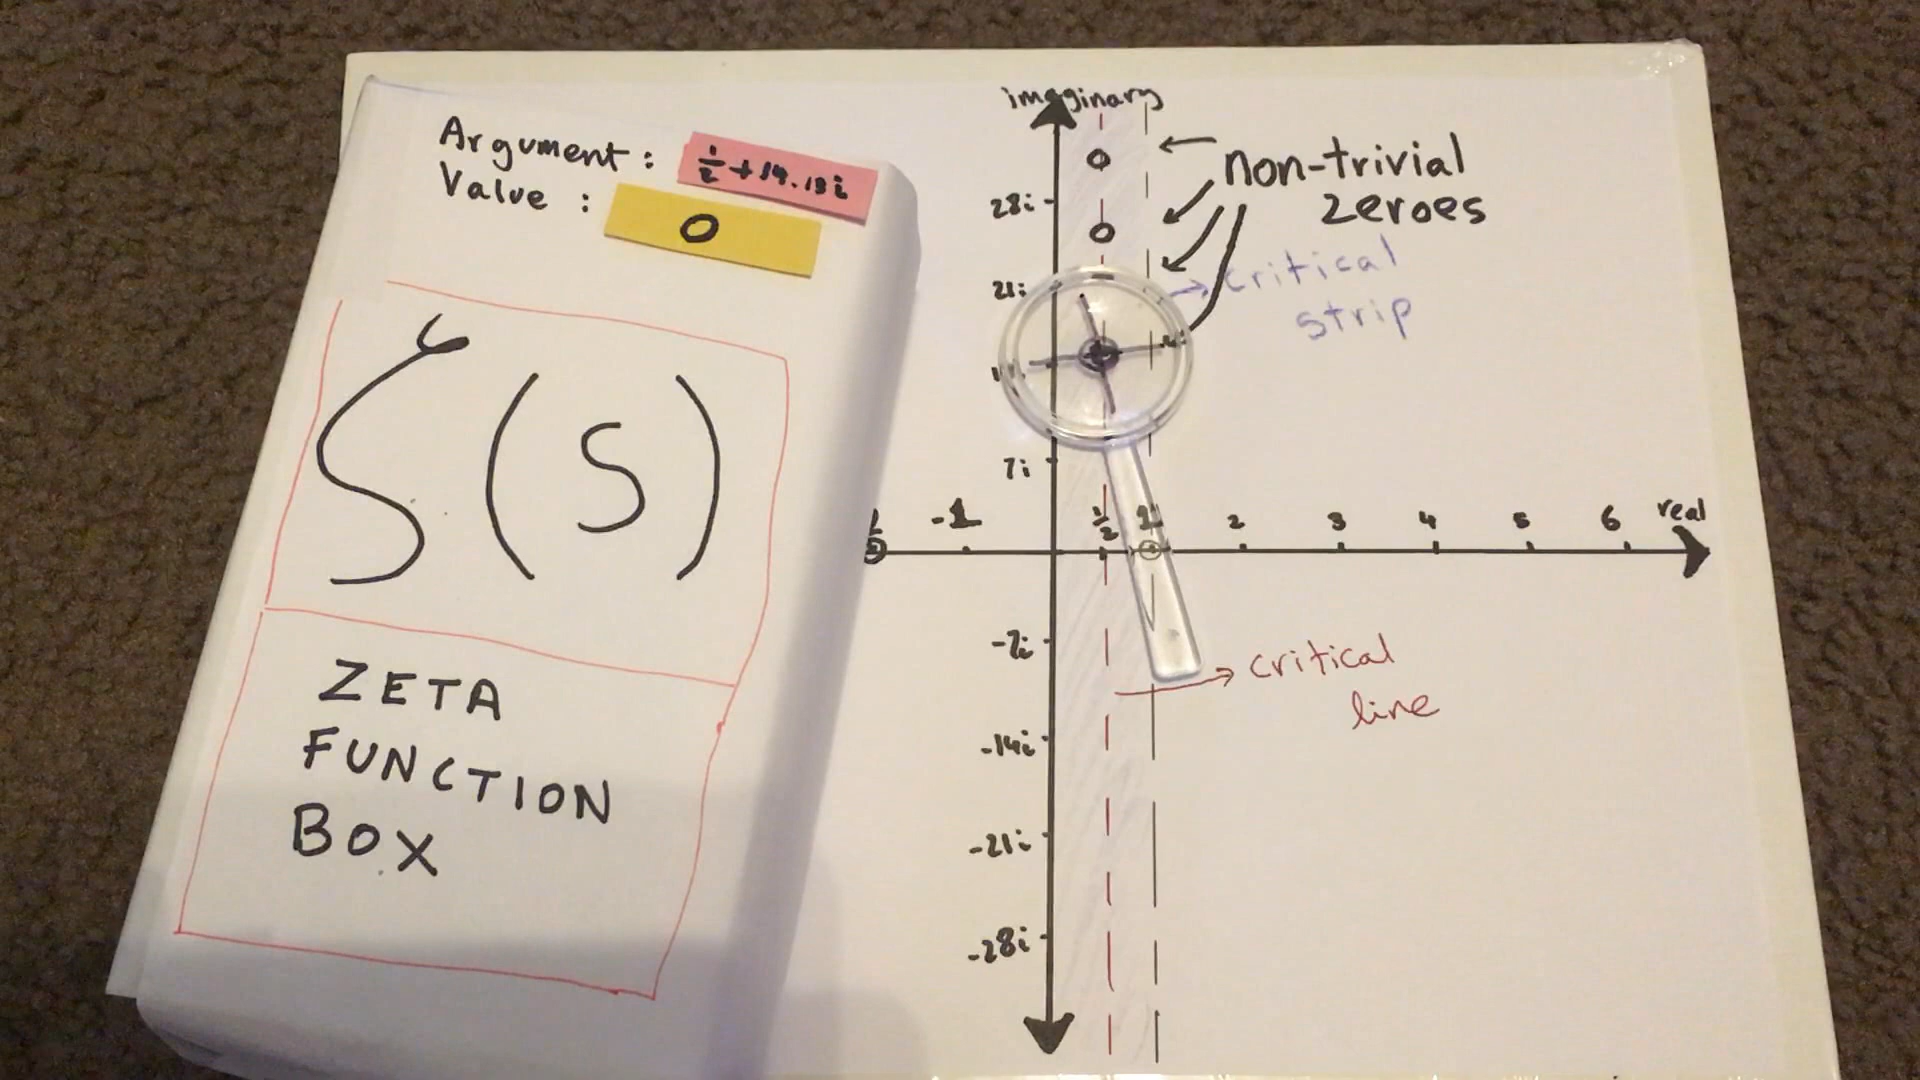 Argument: ½+14.13i
Value: 0
ζ(s)
ZETA
FUNCTION
BOX
imaginary
non-trivial
zeroes
critical
strip
28i
21i
7i
-1 ½ 1 2 3 4 5 6 real
-7i
-14i
-21i
-28i
critical
line